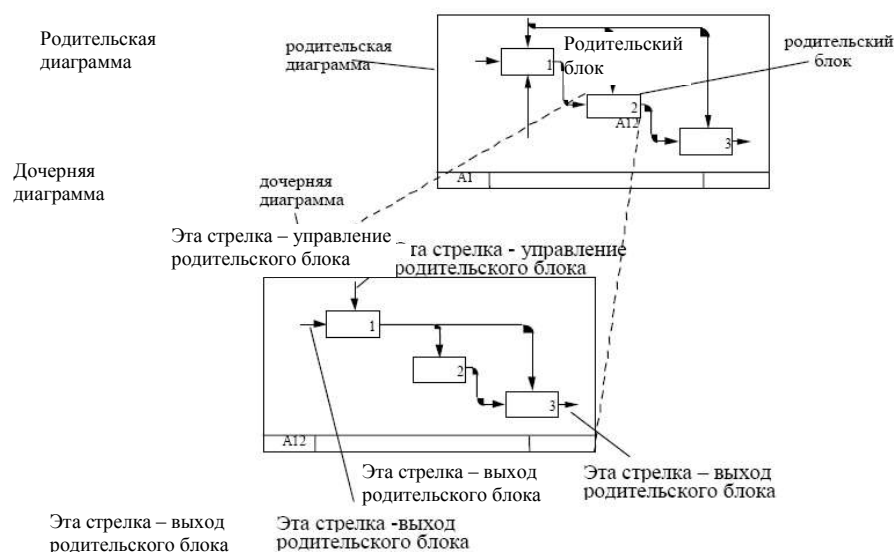 Родительская
диаграмма
родительская
диаграмма
Родительский
блок
родительский
блок
1
2
A12
3
A1
Дочерняя
диаграмма
дочерняя
диаграмма
Эта стрелка – управление
родительского блока
та стрелка - управление
родительского блока
1
2
3
A12
Эта стрелка – выход
родительского блока
Эта стрелка – выход
родительского блока
Эта стрелка – выход
родительского блока
Эта стрелка -выход
родительского блока